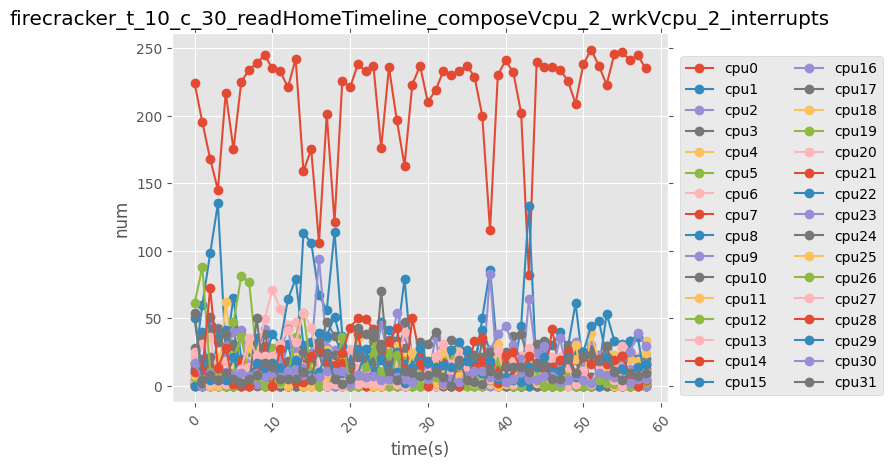 firecracker_t_10_c_30_readHomeTimeline_composeVcpu_2_wrkVcpu_2_interrupts
250
200
150
100
50
0
num
0
10
20
30
40
50
60
time(s)
cpu0
cpu1
cpu2
cpu3
cpu4
cpu5
cpu6
cpu7
cpu8
cpu9
cpu10
cpu11
cpu12
cpu13
cpu14
cpu15
cpu16
cpu17
cpu18
cpu19
cpu20
cpu21
cpu22
cpu23
cpu24
cpu25
cpu26
cpu27
cpu28
cpu29
cpu30
cpu31